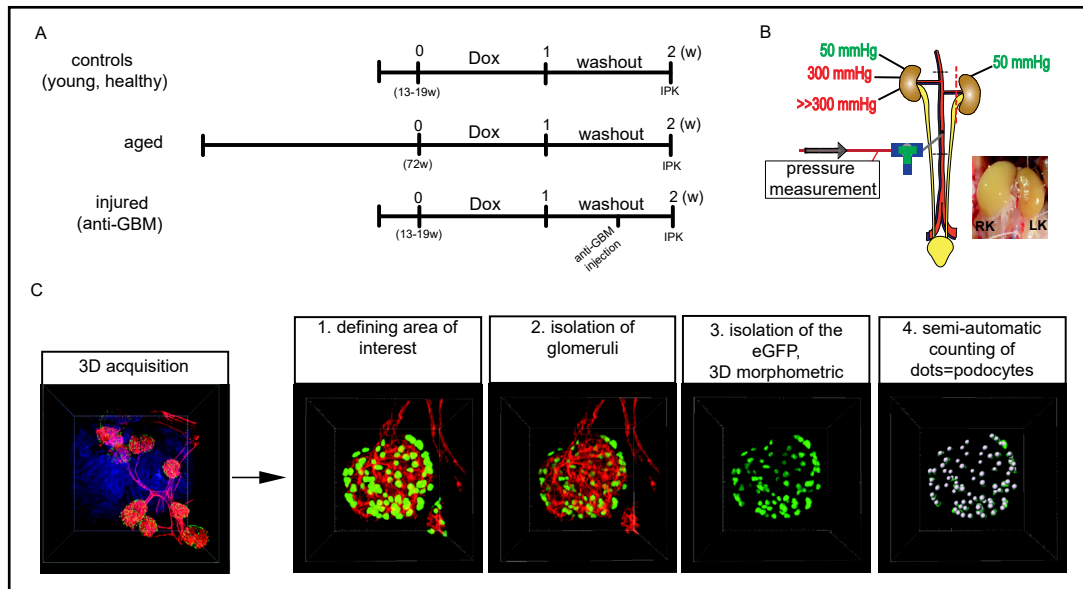 A
controls
(young, healthy)
0
Dox
1
washout
2 (w)
(13-19w)
IPK
aged
0
Dox
1
washout
2 (w)
(72w)
IPK
injured
(anti-GBM)
0
Dox
1
washout
2 (w)
(13-19w)
anti-GBM
injection
IPK
B
50 mmHg
300 mmHg
>>300 mmHg
50 mmHg
pressure
measurement
RK
LK
C
3D acquisition
1. defining area of
interest
2. isolation of
glomeruli
3. isolation of the
eGFP,
3D morphometric
4. semi-automatic
counting of
dots=podocytes